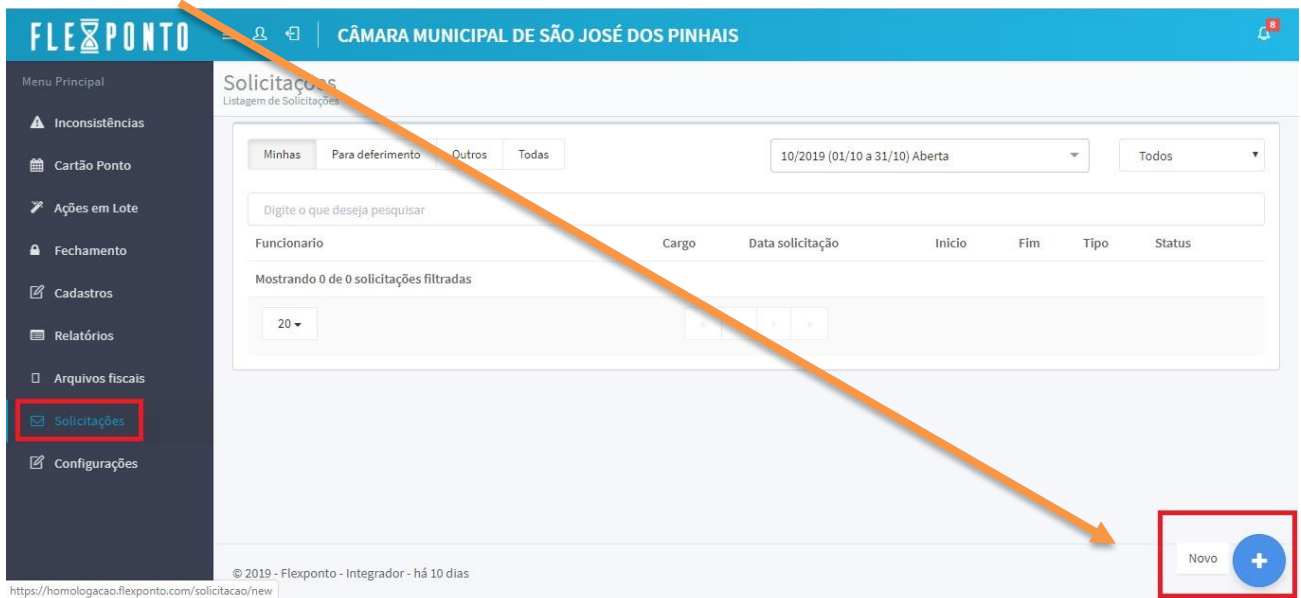 FLEXPONTO
CÂMARA MUNICIPAL DE SÃO JOSÉ DOS PINHAIS
8
Menu Principal
Inconsistências
Cartão Ponto
Ações em Lote
Fechamento
Cadastros
Relatórios
Arquivos fiscais
Solicitações
Configurações
Solicitações
Listagem de Solicitações
Minhas Para deferimento Outros Todas
10/2019 (01/10 a 31/10) Aberta
Todos
Digite o que deseja pesquisar
Funcionario Cargo Data solicitação Inicio Fim Tipo Status
Mostrando 0 de 0 solicitações filtradas
20
« ‹ › »
Novo +
© 2019 - Flexponto - Integrador - há 10 dias
https://homologacao.flexponto.com/solicitacao/new